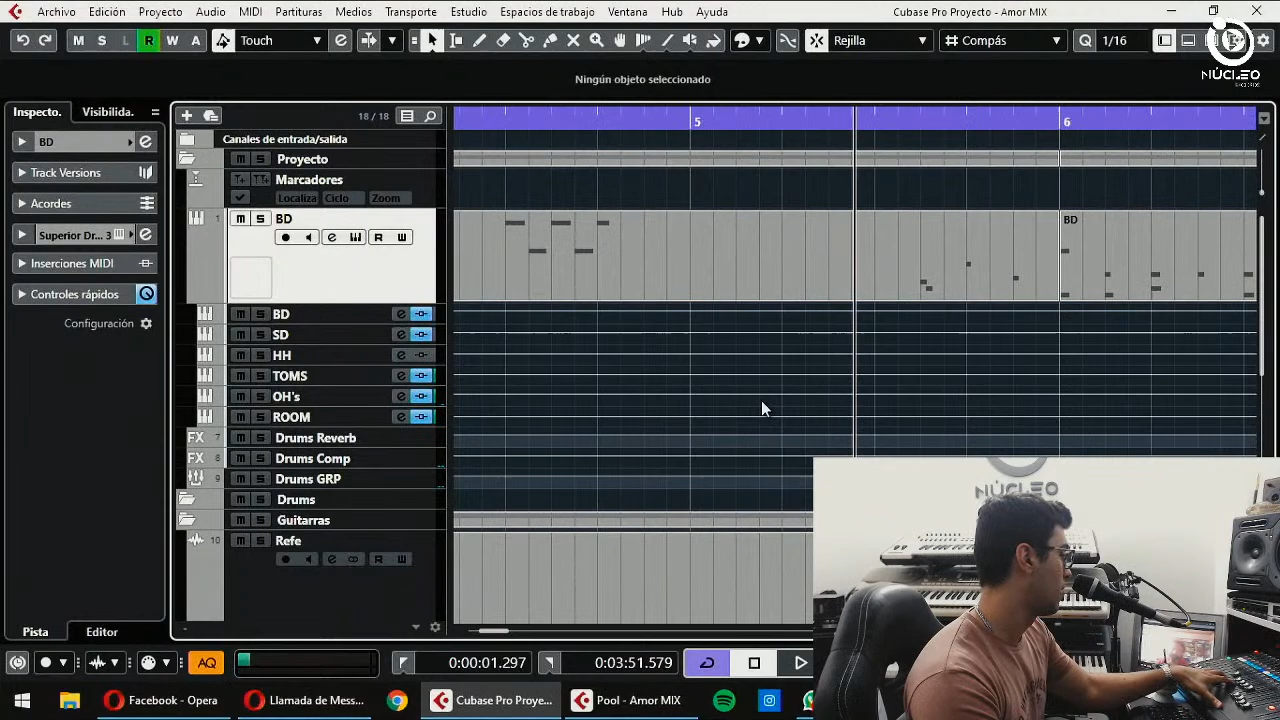 Archivo Edición Proyecto Audio MIDI Partituras Medios Transporte Estudio Espacios de trabajo Ventana Hub Ayuda Cubase Pro Proyecto - Amor MIX
M S L R W A Touch Rejilla Compás Q 1/16
NÚCLEO
Ningún objeto seleccionado
Inspecto. Visibilida. 18 / 18 5 6
Canales de entrada/salida
BD m S Proyecto
Track Versions Marcadores
Localiza Ciclo Zoom
Acordes
1 m S BD BD
Superior Dr... 3 R W
Inserciones MIDI
Controles rápidos
Configuración
m S BD e
m S SD e
m S HH e
m S TOMS e
m S OH's e
m S ROOM e
FX 7 m S Drums Reverb
FX 8 m S Drums Comp
9 m S Drums GRP
m S Drums
m S Guitarras
10 m S Refe
R W
NÚCLEO
Pista Editor
AQ 0:00:01.297 0:03:51.579
Facebook - Opera Llamada de Mess... Cubase Pro Proye... Pool - Amor MIX